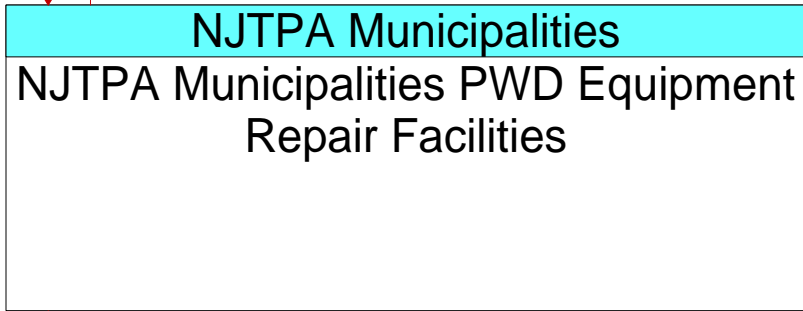 NJTPA Municipalities
NJTPA Municipalities PWD Equipment
Repair Facilities